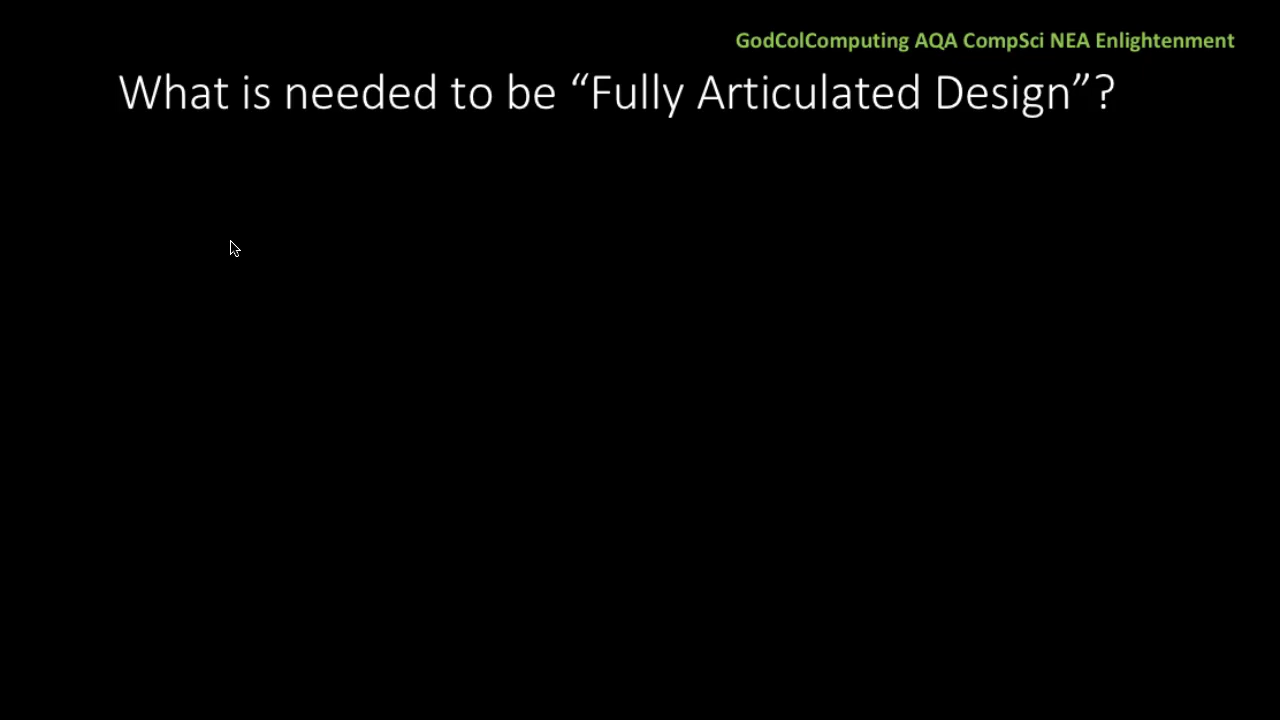 GodColComputing AQA CompSci NEA Enlightenment
What is needed to be “Fully Articulated Design”?